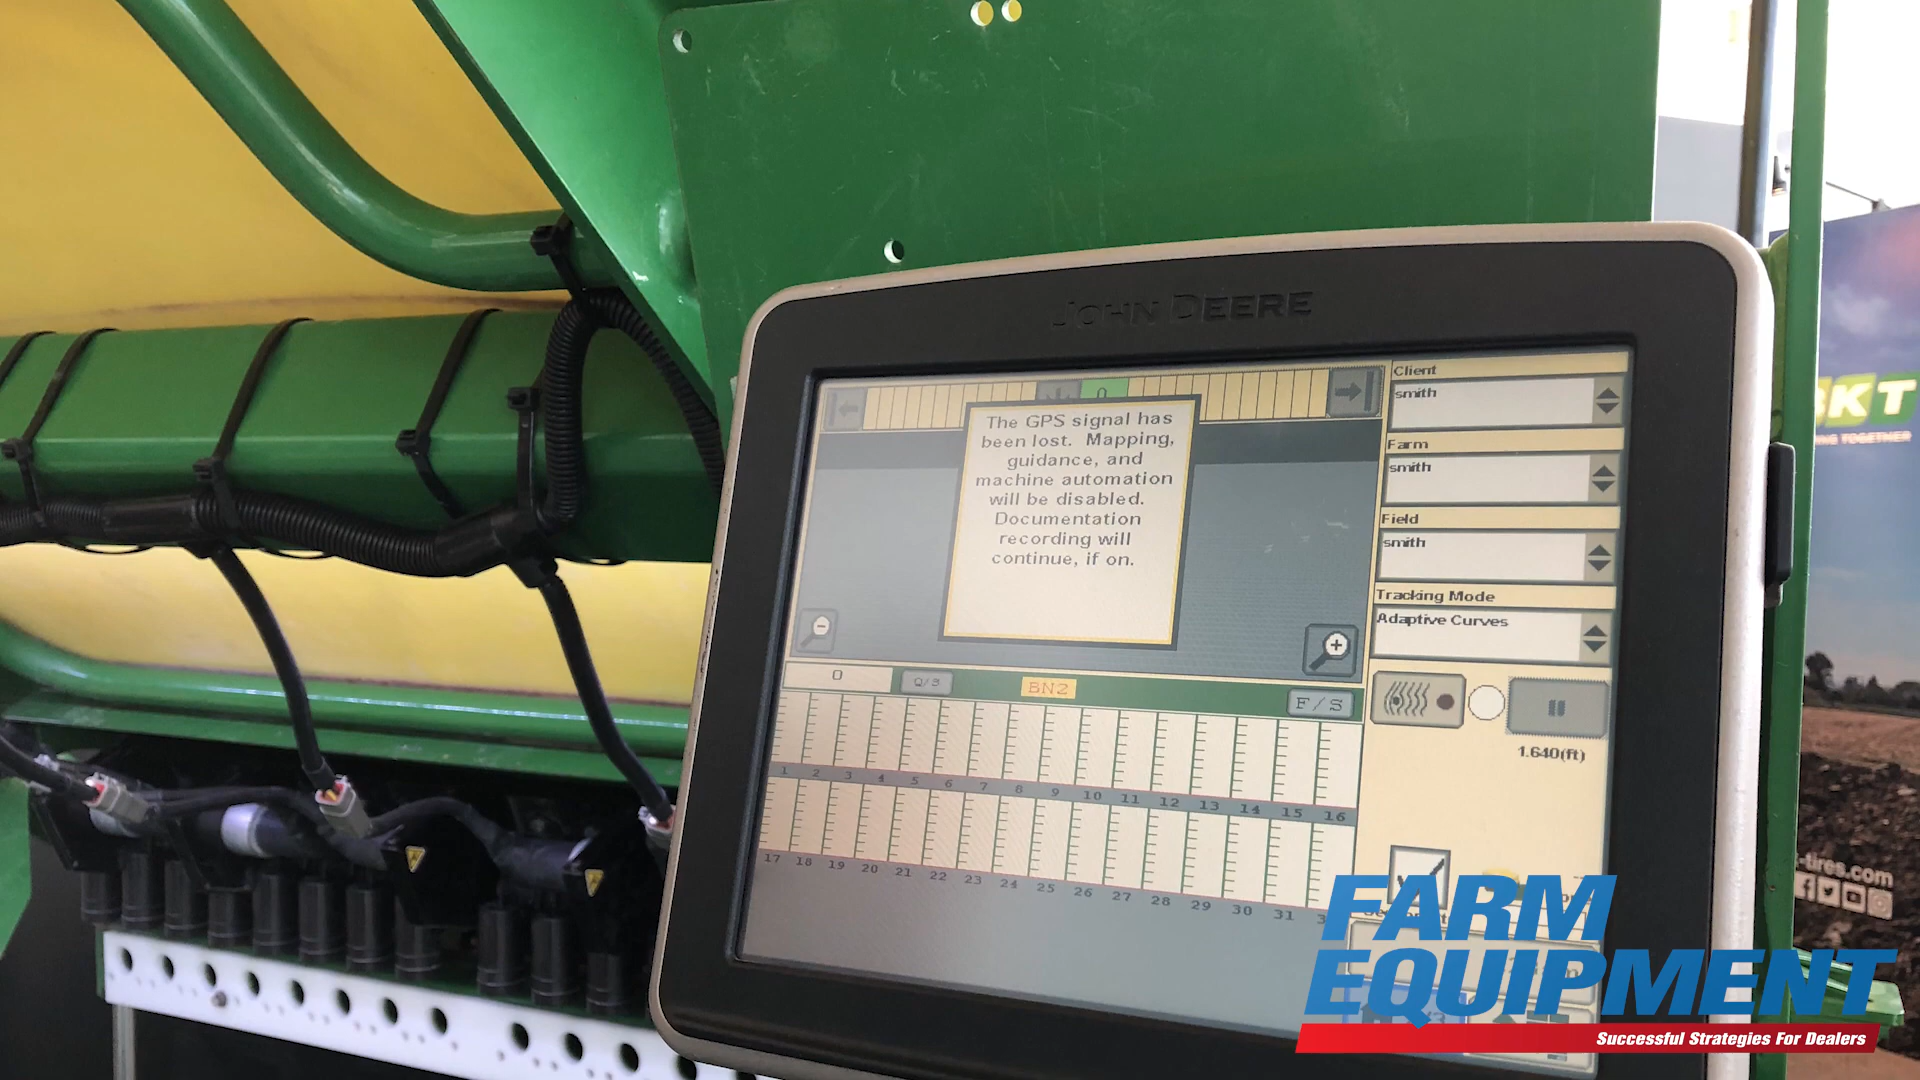 JOHN DEERE
0
The GPS signal has
been lost. Mapping,
guidance, and
machine automation
will be disabled.
Documentation
recording will
continue, if on.
Client
smith
Farm
smith
Field
smith
Tracking Mode
Adaptive Curves
1.640(ft)
0
BN2
F/S
1 2 3 4 5 6 7 8 9 10 11 12 13 14 15 16
17 18 19 20 21 22 23 24 25 26 27 28 29 30 31
BKT
TOGETHER
-tires.com
FARM
EQUIPMENT
Successful Strategies For Dealers